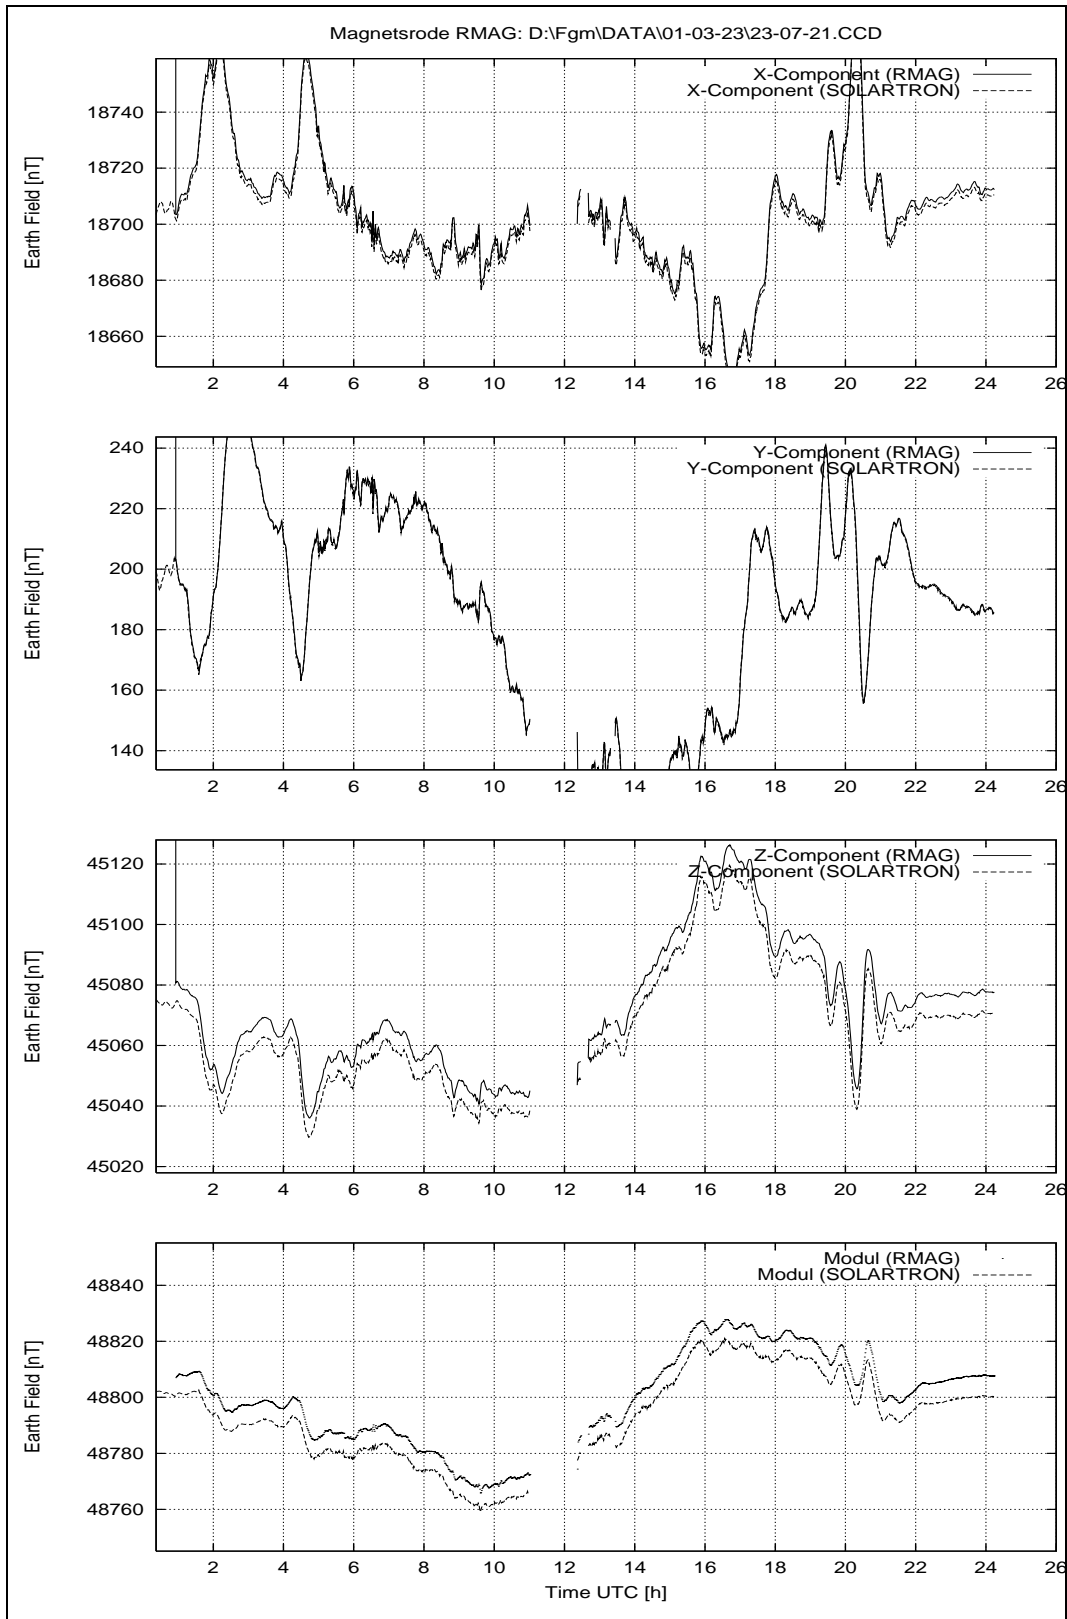 Magnetsrode RMAG: D:\Fgm\DATA\01-03-23\23-07-21.CCD
X-Component (RMAG)
X-Component (SOLARTRON)
Earth Field [nT]
18740
18720
18700
18680
18660
2 4 6 8 10 12 14 16 18 20 22 24 26
Y-Component (RMAG)
Y-Component (SOLARTRON)
Earth Field [nT]
240
220
200
180
160
140
2 4 6 8 10 12 14 16 18 20 22 24 26
Z-Component (RMAG)
Z-Component (SOLARTRON)
Earth Field [nT]
45120
45100
45080
45060
45040
45020
2 4 6 8 10 12 14 16 18 20 22 24 26
Modul (RMAG)
Modul (SOLARTRON)
Earth Field [nT]
48840
48820
48800
48780
48760
2 4 6 8 10 12 14 16 18 20 22 24 26
Time UTC [h]